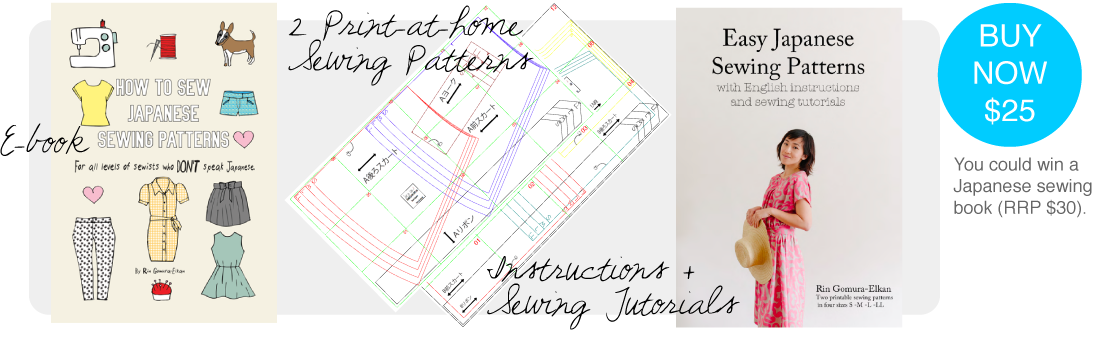 E-book
HOW TO SEW
JAPANESE
SEWING PATTERNS
For all levels of sewists who DON'T speak Japanese.
By Rin Gomura-Elkan
2 Print-at-home
Sewing Patterns
Aヨーク
A前スカート
A後ろスカート
Aリボン
Instructions +
Sewing Tutorials
Easy Japanese
Sewing Patterns
with English instructions
and sewing tutorials
Rin Gomura-Elkan
Two printable sewing patterns
in four sizes S -M -L -LL
BUY
NOW
$25
You could win a
Japanese sewing
book (RRP $30).